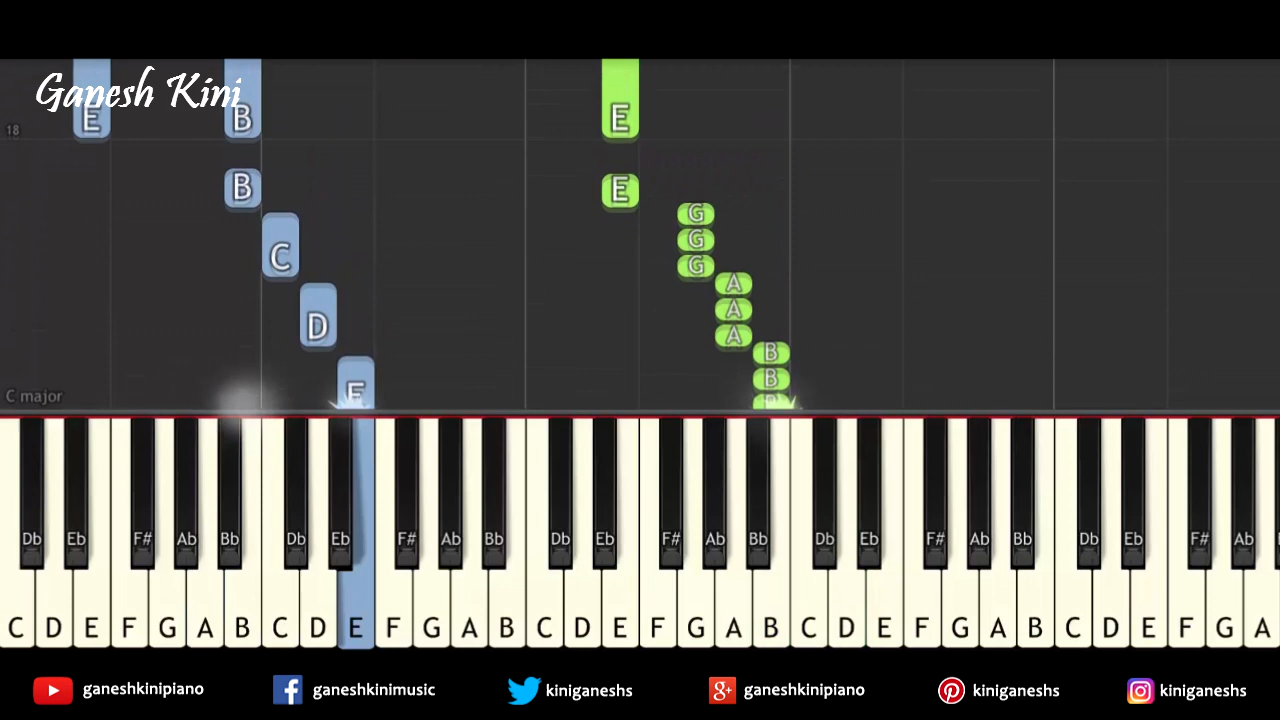 Ganesh Kini
E B E
18
B E
G
C G
G
A
D A
A
B
E B
B
C major
Db Eb F# Ab Bb Db Eb F# Ab Bb Db Eb F# Ab Bb Db Eb F# Ab Bb Db Eb F# Ab
C D E F G A B C D E F G A B C D E F G A B C D E F G A B C D E F G A
ganeshkinipiano ganeshkinimusic kiniganeshs g+ ganeshkinipiano kiniganeshs kiniganeshs